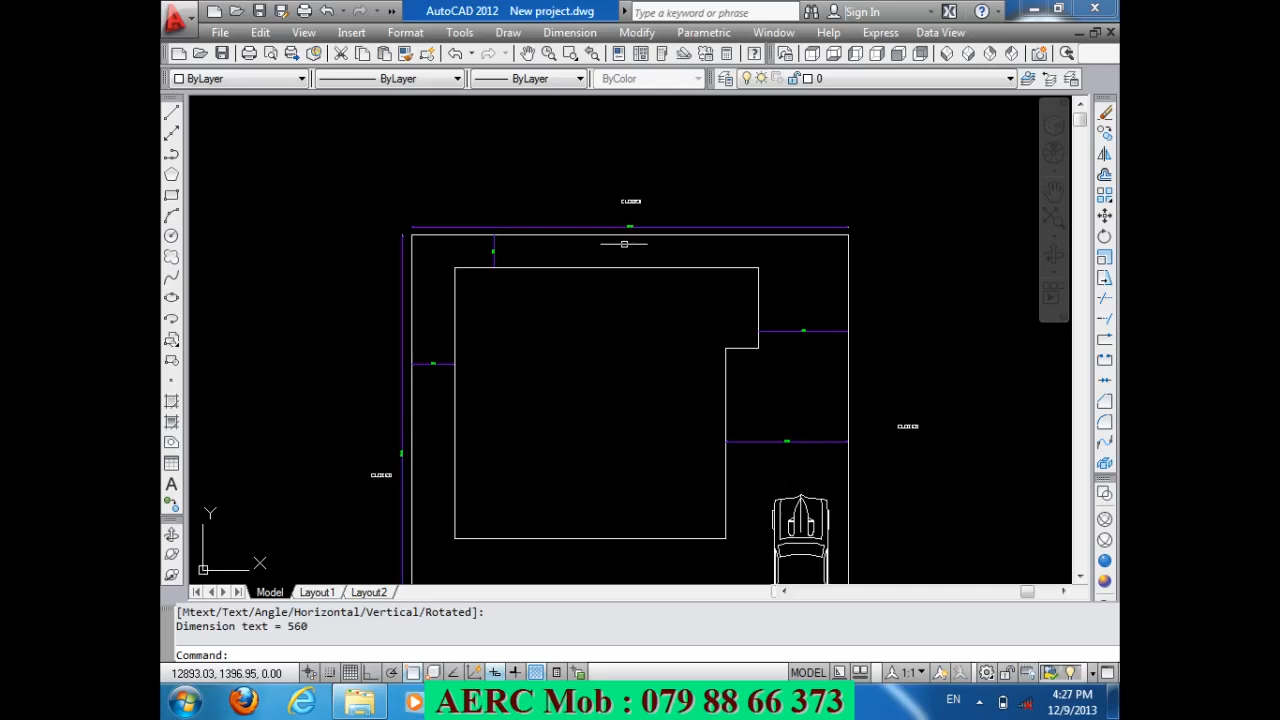 AutoCAD 2012 New project.dwg
Type a keyword or phrase
Sign In
File Edit View Insert Format Tools Draw Dimension Modify Parametric Window Help Express Data View
ByLayer
ByLayer
ByLayer
ByColor
0
CLOSED
CLOSED
CLOSED
Y
X
Model Layout1 Layout2
[Mtext/Text/Angle/Horizontal/Vertical/Rotated]:
Dimension text = 560
Command:
12893.03, 1396.95, 0.00
MODEL
1:1
AERC Mob : 079 88 66 373
EN
4:27 PM
12/9/2013